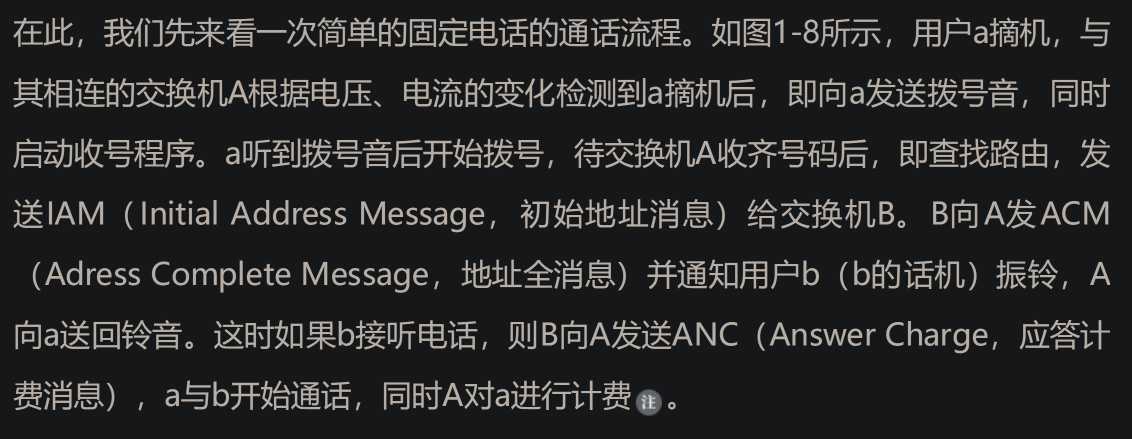 在此，我们先来看一次简单的固定电话的通话流程。如图1-8所示，用户a摘机，与
其相连的交换机A根据电压、电流的变化检测到a摘机后，即向a发送拨号音，同时
启动收号程序。a听到拨号音后开始拨号，待交换机A收齐号码后，即查找路由，发
送IAM（Initial Address Message，初始地址消息）给交换机B。B向A发ACM
（Adress Complete Message，地址全消息）并通知用户b（b的话机）振铃，A
向a送回铃音。这时如果b接听电话，则B向A发送ANC（Answer Charge，应答计
费消息），a与b开始通话，同时A对a进行计费注。